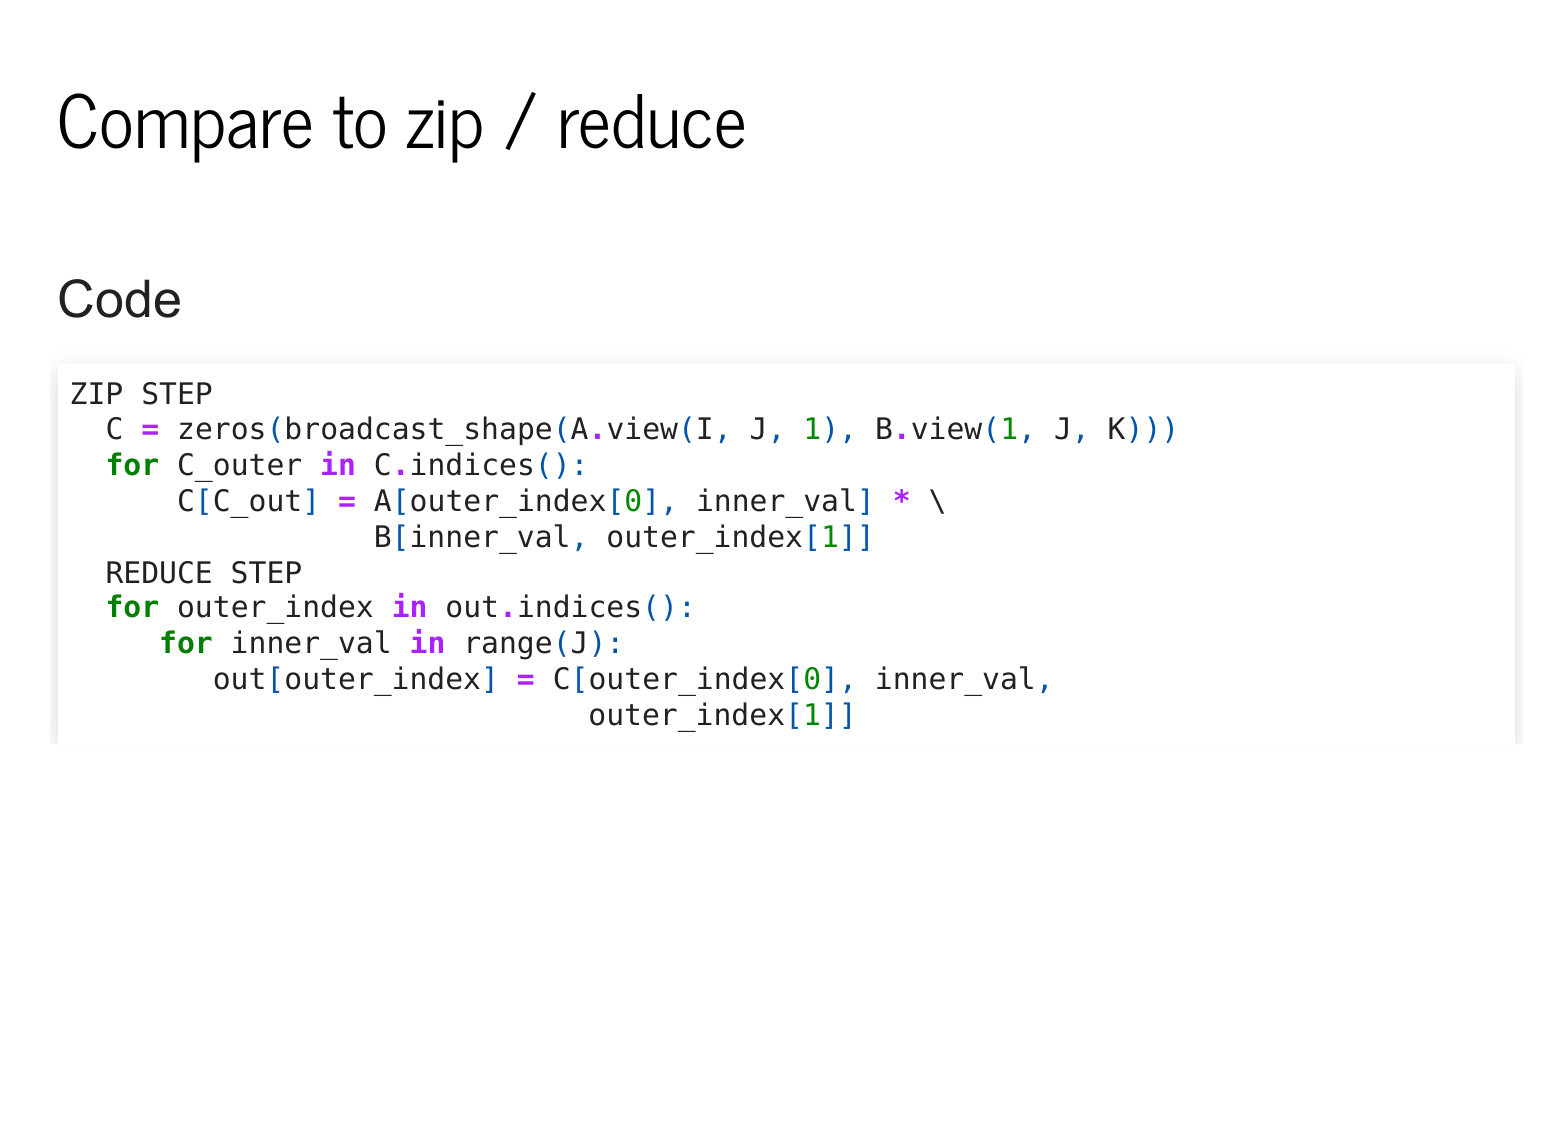 Compare to zip / reduce
Code
ZIP STEP
  C = zeros(broadcast_shape(A.view(I, J, 1), B.view(1, J, K)))
  for C_outer in C.indices():
      C[C_out] = A[outer_index[0], inner_val] * \
                 B[inner_val, outer_index[1]]
  REDUCE STEP
  for outer_index in out.indices():
     for inner_val in range(J):
        out[outer_index] = C[outer_index[0], inner_val,
                             outer_index[1]]